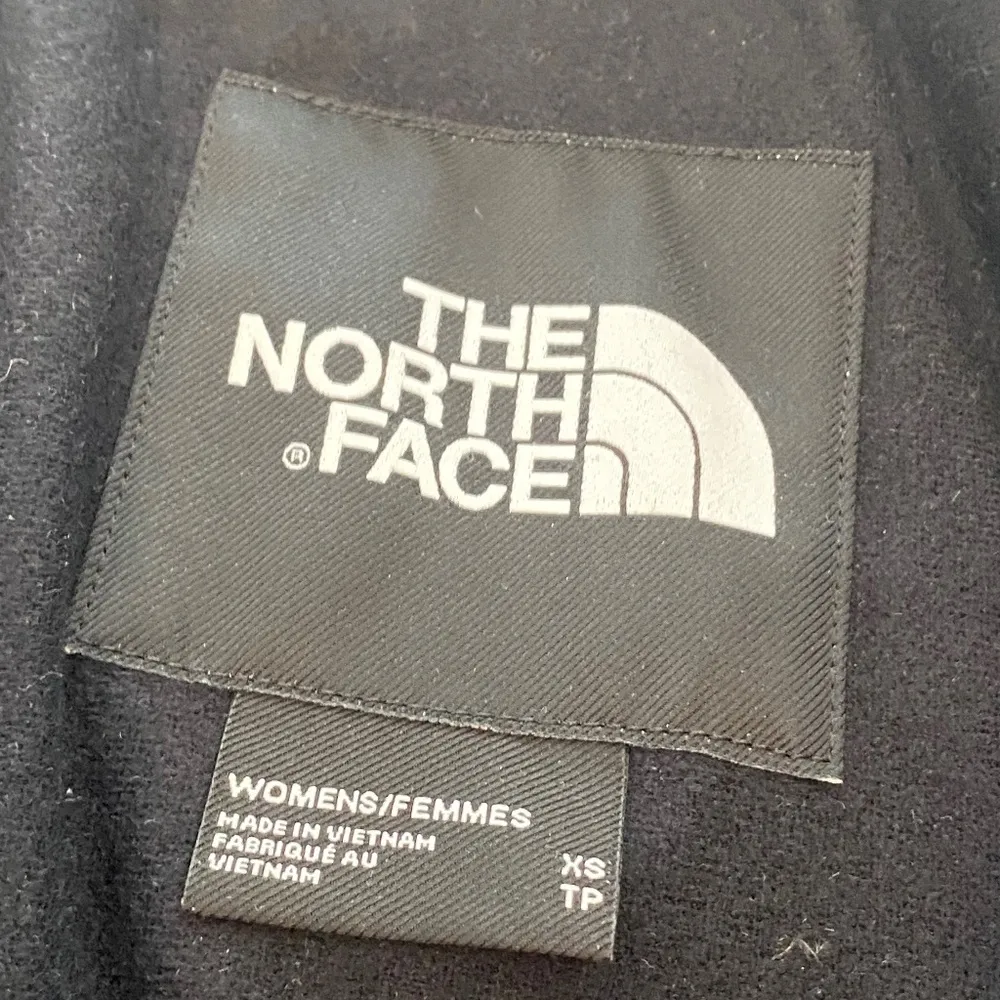 THE
NORTH
® FACE
WOMENS/FEMMES
MADE IN VIETNAM
FABRIQUÉ AU
VIETNAM
XS
TP